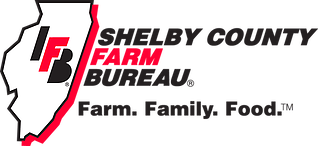 IFB®
SHELBY COUNTY
FARM
BUREAU®
Farm. Family. Food.™